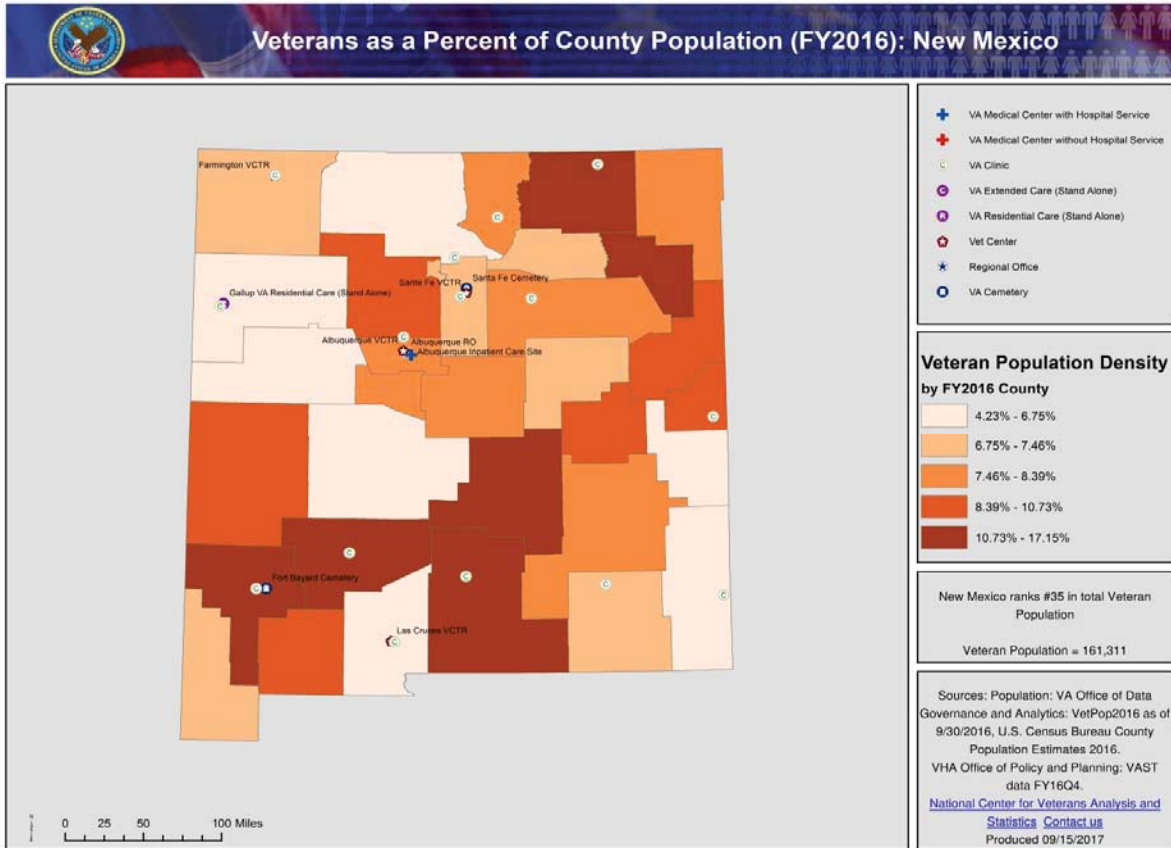 Veterans as a Percent of County Population (FY2016): New Mexico
Farmington VCTR
C
C
C
C
Santa Fe VCTR
Santa Fe Cemetery
C
C
Gallup VA Residential Care (Stand Alone)
C
C
Albuquerque VCTR
Albuquerque RO
Albuquerque Inpatient Care Site
C
C
Fort Bayard Cemetery
C
C
C
C
Las Cruces VCTR
C
0 25 50 100 Miles
VA Medical Center with Hospital Service
VA Medical Center without Hospital Service
C VA Clinic
C VA Extended Care (Stand Alone)
R VA Residential Care (Stand Alone)
Vet Center
Regional Office
VA Cemetery
Veteran Population Density
by FY2016 County
4.23% - 6.75%
6.75% - 7.46%
7.46% - 8.39%
8.39% - 10.73%
10.73% - 17.15%
New Mexico ranks #35 in total Veteran
Population
Veteran Population = 161,311
Sources: Population: VA Office of Data
Governance and Analytics: VetPop2016 as of
9/30/2016, U.S. Census Bureau County
Population Estimates 2016.
VHA Office of Policy and Planning: VAST
data FY16Q4.
National Center for Veterans Analysis and
Statistics Contact us
Produced 09/15/2017